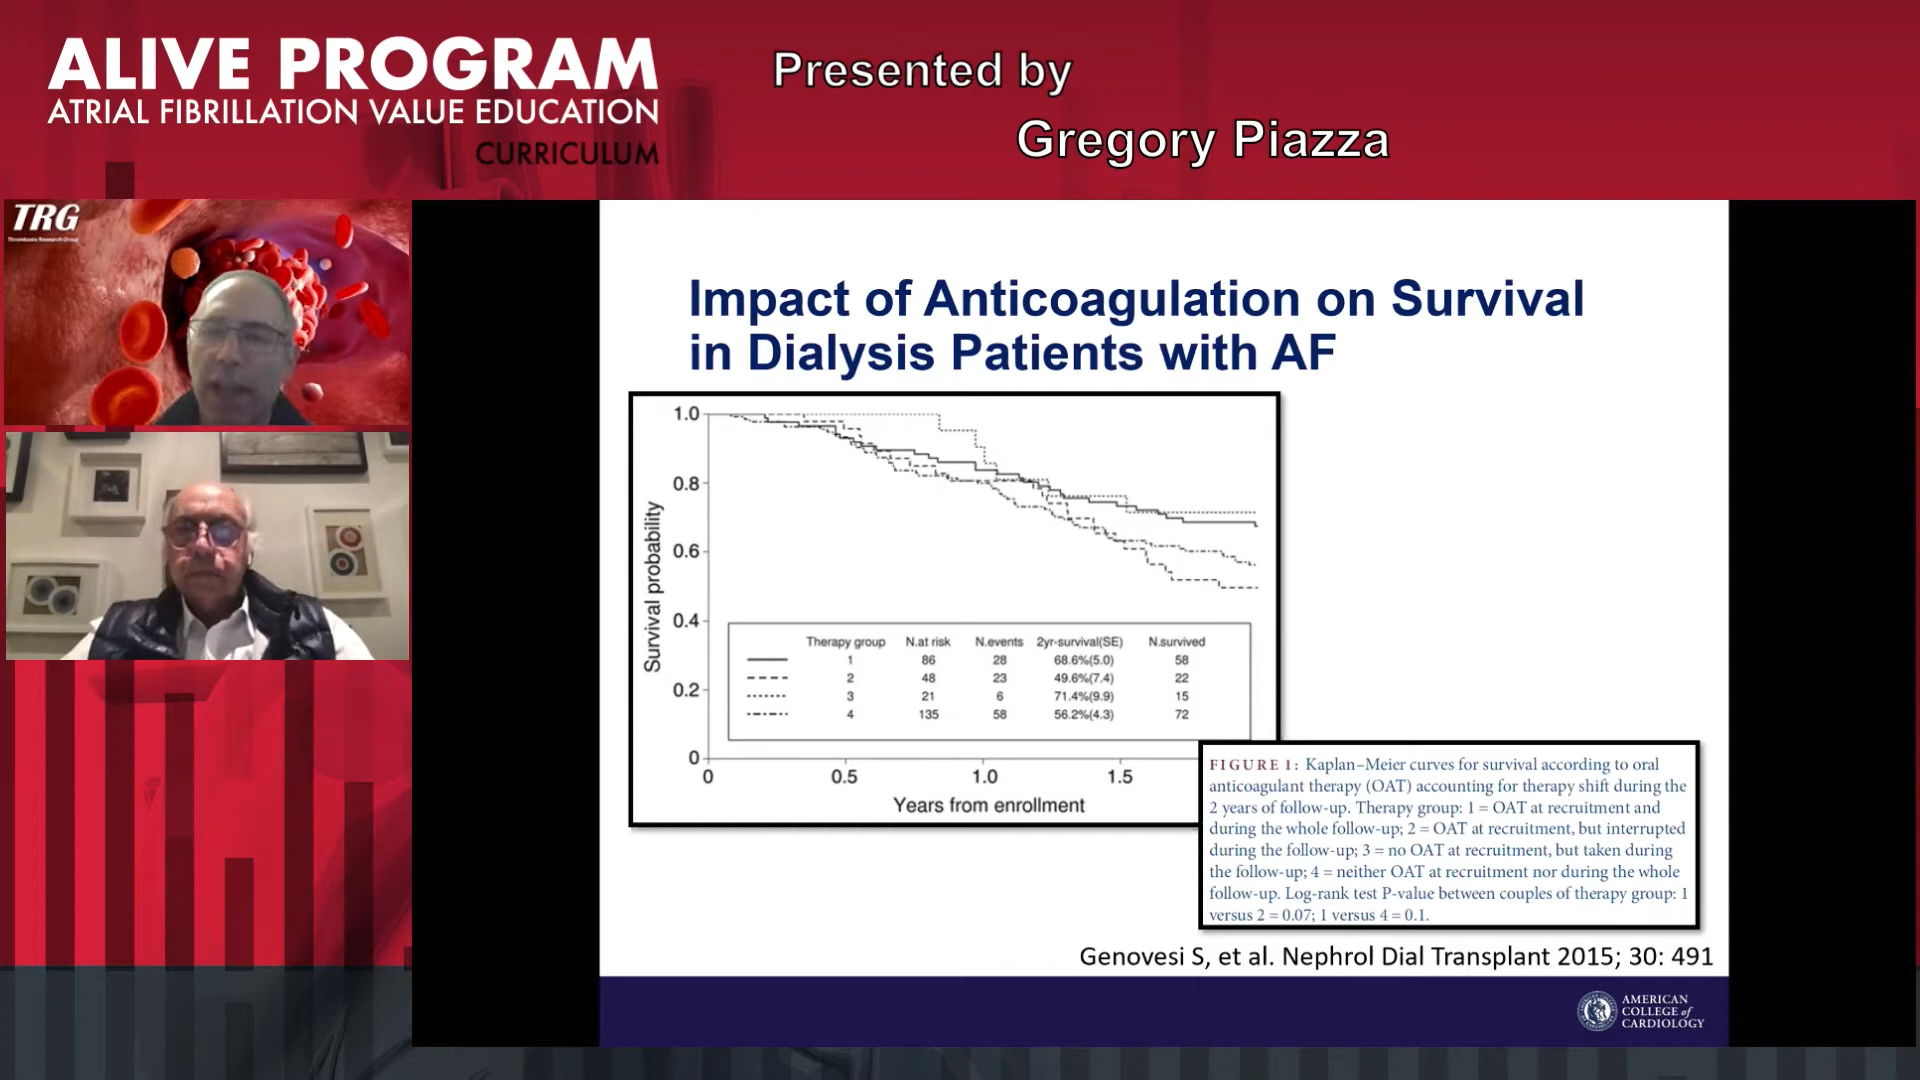 ALIVE PROGRAM
ATRIAL FIBRILLATION VALUE EDUCATION
CURRICULUM
Presented by
Gregory Piazza
TRG
Thrombosis Research Group
Impact of Anticoagulation on Survival
in Dialysis Patients with AF
1.0
0.8
0.6
0.4
0.2
0
Survival probability
Therapy group N.at risk N.events 2yr-survival(SE) N.survived
1 86 28 68.6%(5.0) 58
2 48 23 49.6%(7.4) 22
3 21 6 71.4%(9.9) 15
4 135 58 56.2%(4.3) 72
0 0.5 1.0 1.5
Years from enrollment
FIGURE 1: Kaplan–Meier curves for survival according to oral
anticoagulant therapy (OAT) accounting for therapy shift during the
2 years of follow-up. Therapy group: 1 = OAT at recruitment and
during the whole follow-up; 2 = OAT at recruitment, but interrupted
during the follow-up; 3 = no OAT at recruitment, but taken during
the follow-up; 4 = neither OAT at recruitment nor during the whole
follow-up. Log-rank test P-value between couples of therapy group: 1
versus 2 = 0.07; 1 versus 4 = 0.1.
Genovesi S, et al. Nephrol Dial Transplant 2015; 30: 491
AMERICAN
COLLEGE of
CARDIOLOGY